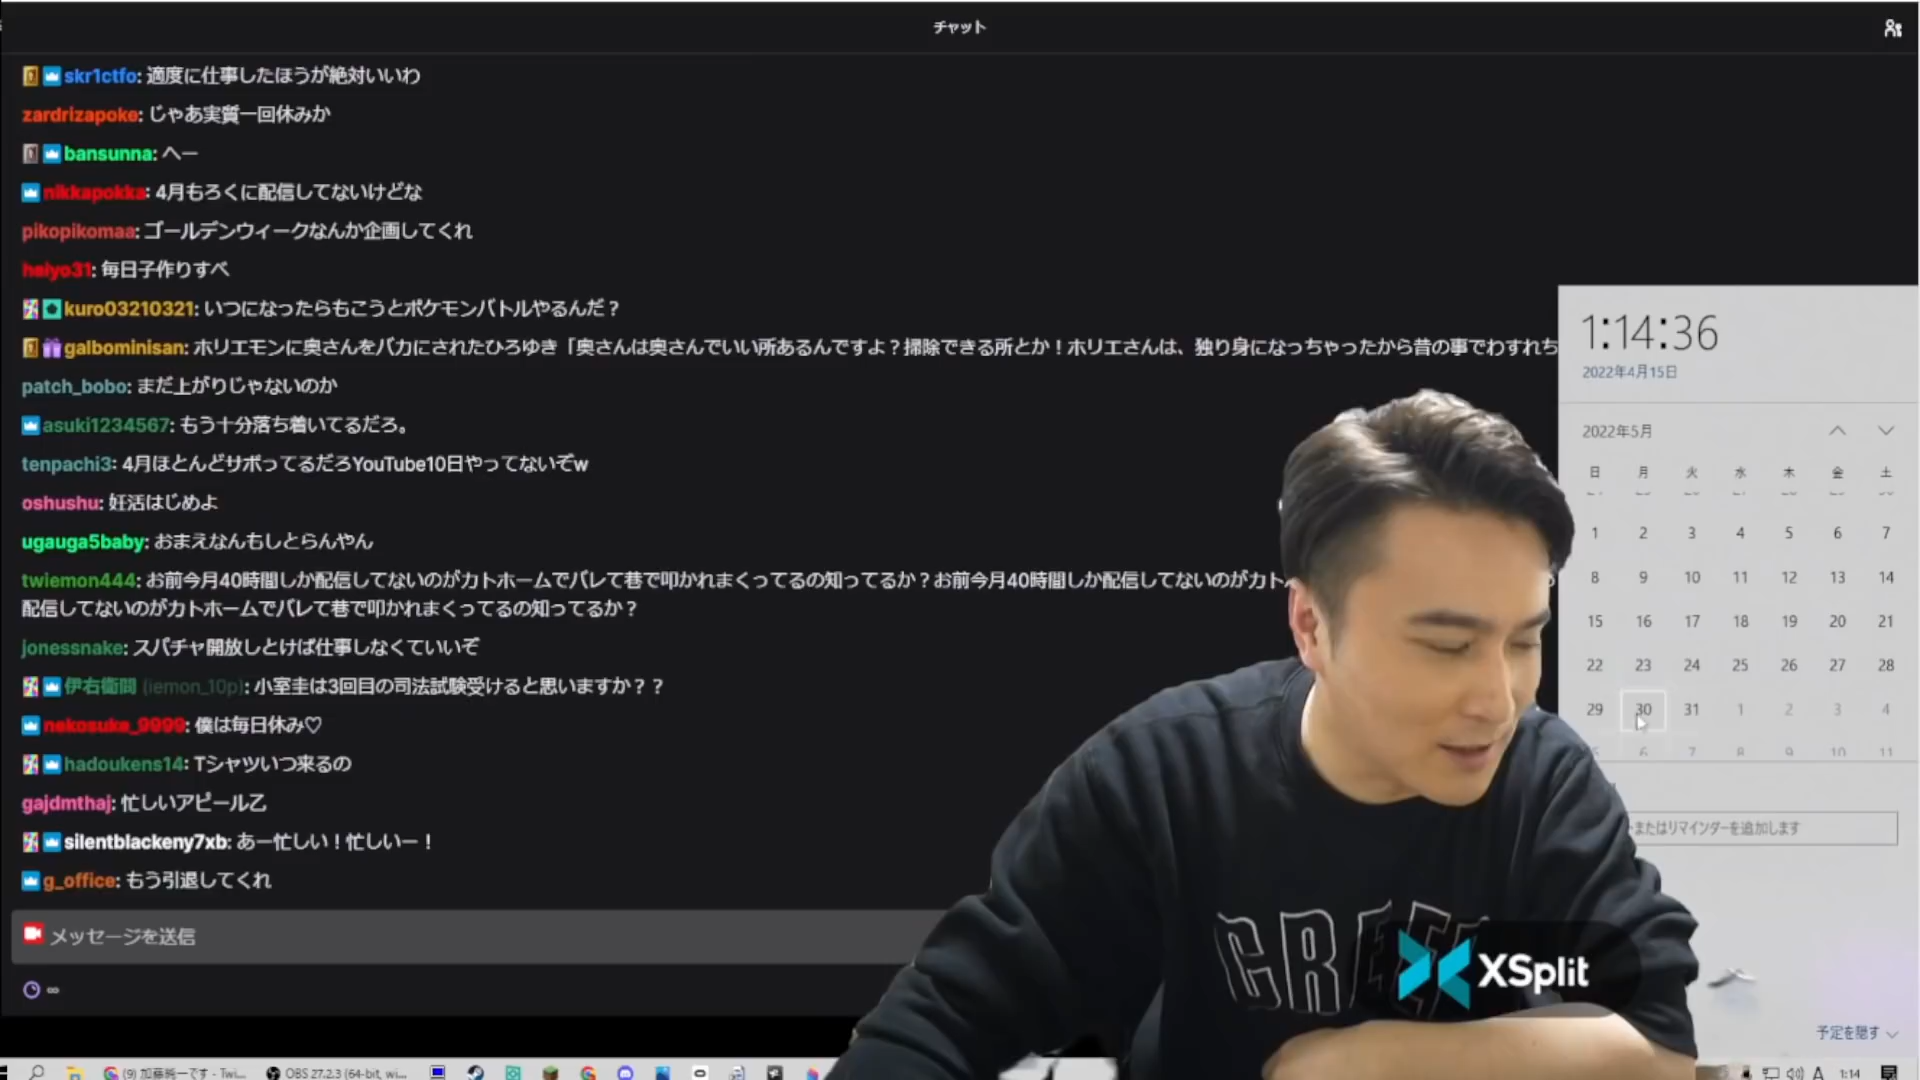 チャット
skr1ctfo: 適度に仕事したほうが絶対いいわ
zardrizapoke: じゃあ実質一回休みか
bansunna: へー
nikkapokka: 4月もろくに配信してないけどな
pikopikomaa: ゴールデンウィークなんか企画してくれ
haiyo31: 毎日子作りすべ
kuro03210321: いつになったらもこうとポケモンバトルやるんだ？
galbominisan: ホリエモンに奥さんをバカにされたひろゆき「奥さんは奥さんでいい所あるんですよ？掃除できる所とか！ホリエさんは、独り身になっちゃったから昔の事でわすれち
1:14:36
2022年4月15日
patch_bobo: まだ上がりじゃないのか
asuki1234567: もう十分落ち着いてるだろ。
2022年5月
tenpachi3: 4月ほとんどサボってるだろYouTube10日やってないぞw
日 月 火 水 木 金 土
oshushu: 妊活はじめよ
1 2 3 4 5 6 7
ugauga5baby: おまえなんもしとらんやん
twiemon444: お前今月40時間しか配信してないのがカトホームでバレて巷で叩かれまくってるの知ってるか？お前今月40時間しか配信してないのがカト
8 9 10 11 12 13 14
配信してないのがカトホームでバレて巷で叩かれまくってるの知ってるか？
15 16 17 18 19 20 21
jonessnake: スパチャ開放しとけば仕事しなくていいぞ
22 23 24 25 26 27 28
伊右衞問 (iemon_10p): 小室圭は3回目の司法試験受けると思いますか？？
29 30 31 1 2 3 4
nekosuke_9999: 僕は毎日休み♡
6 7 8 9 10 11
hadoukens14: Tシャツいつ来るの
gajdmthaj: 忙しいアピール乙
またはリマインダーを追加します
silentblackeny7xb: あー忙しい！忙しいー！
g_office: もう引退してくれ
メッセージを送信
CREE
XSplit
∞
予定を隠す
(9) 加藤純一です - Twi... OBS 27.2.3 (64-bit, wi... A 1:14